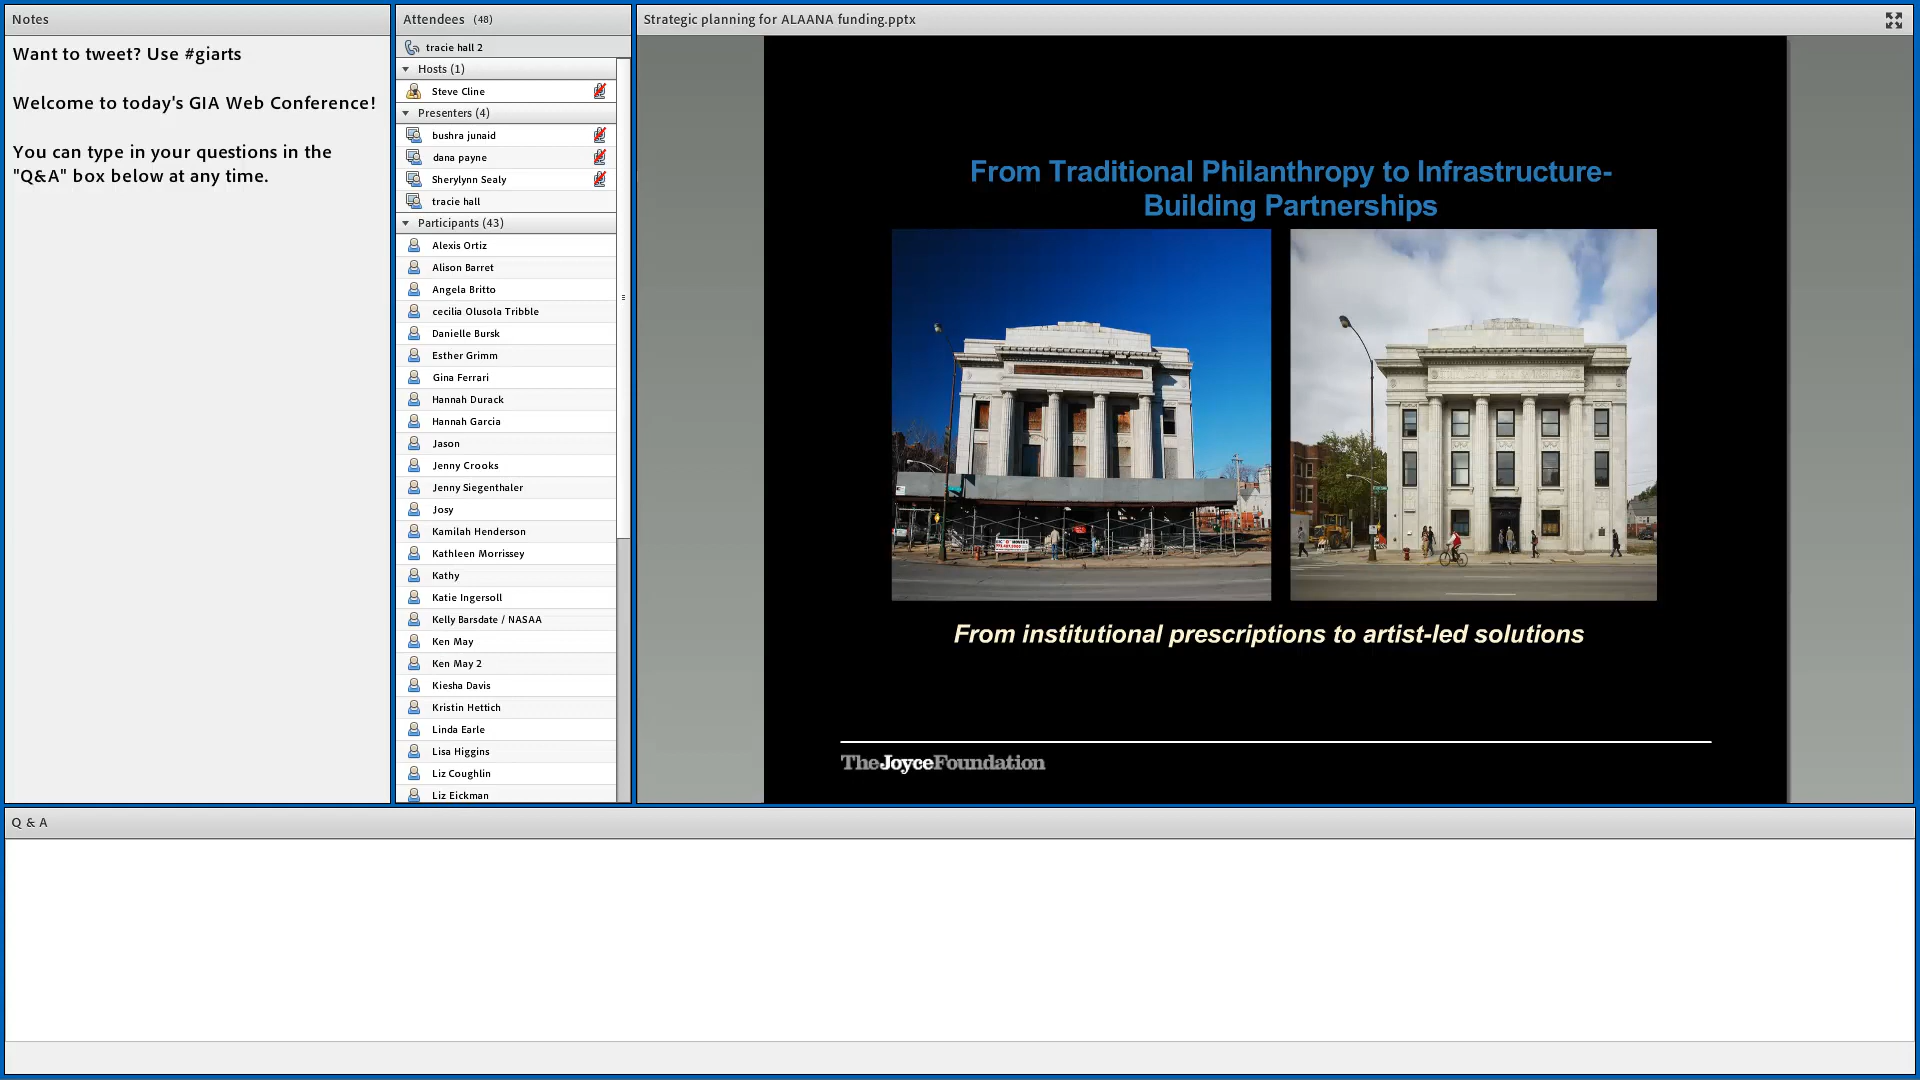 Notes
Want to tweet? Use #giarts
Welcome to today's GIA Web Conference!
You can type in your questions in the
"Q&A" box below at any time.
Attendees (48)
tracie hall 2
Hosts (1)
Steve Cline
Presenters (4)
bushra junaid
dana payne
Sherylynn Sealy
tracie hall
Participants (43)
Alexis Ortiz
Alison Barret
Angela Britto
cecilia Olusola Tribble
Danielle Bursk
Esther Grimm
Gina Ferrari
Hannah Durack
Hannah Garcia
Jason
Jenny Crooks
Jenny Siegenthaler
Josy
Kamilah Henderson
Kathleen Morrissey
Kathy
Katie Ingersoll
Kelly Barsdate / NASAA
Ken May
Ken May 2
Kiesha Davis
Kristin Hettich
Linda Earle
Lisa Higgins
Liz Coughlin
Liz Eickman
Strategic planning for ALAANA funding.pptx
From Traditional Philanthropy to Infrastructure-
Building Partnerships
From institutional prescriptions to artist-led solutions
TheJoyceFoundation
Q & A